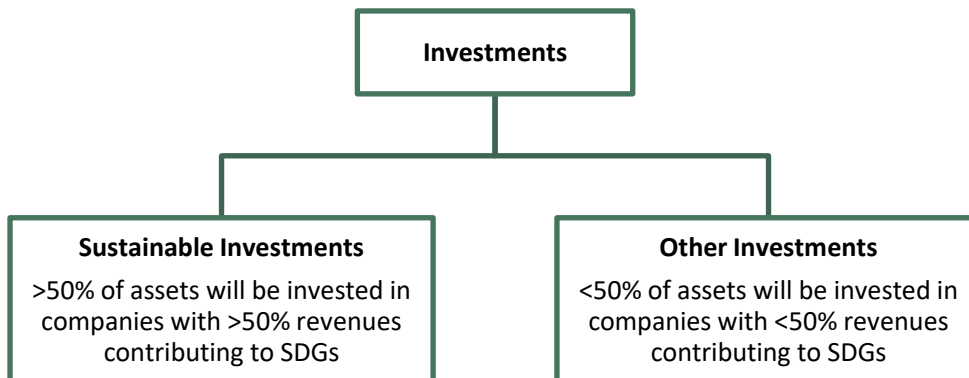 Investments
Sustainable Investments
>50% of assets will be invested in
companies with >50% revenues
contributing to SDGs
Other Investments
<50% of assets will be invested in
companies with <50% revenues
contributing to SDGs